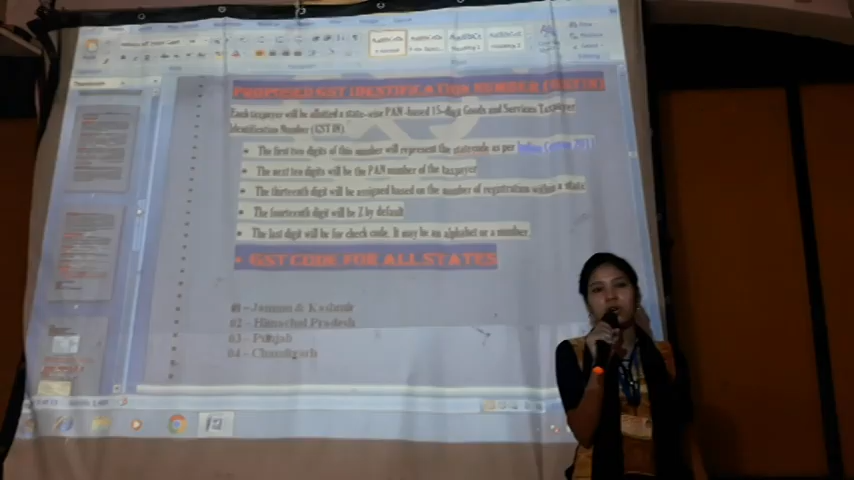 PROPOSED GST IDENTIFICATION NUMBER (GSTIN)
Each taxpayer will be allotted a state-wise PAN-based 15-digit Goods and Services Taxpayer
Identification Number (GSTIN).
• The first two digits of this number will represent the statecode as per Indian Census 2011
• The next ten digits will be the PAN number of the taxpayer
• The thirteenth digit will be assigned based on the number of registration within a state
• The fourteenth digit will be Z by default
• The last digit will be for check code. It may be an alphabet or a number.
• GST CODE FOR ALL STATES
01 – Jammu & Kashmir
02 – Himachal Pradesh
03 – Punjab
04 – Chandigarh